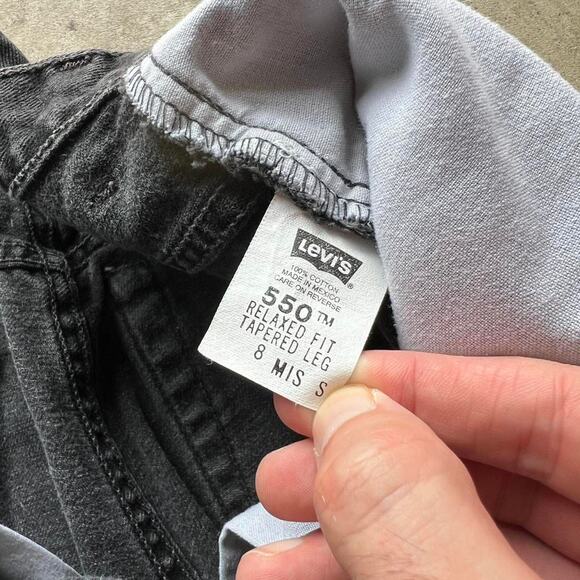 Levi's ®
100% COTTON
MADE IN MEXICO
CARE ON REVERSE
550™
RELAXED FIT
TAPERED LEG
8 MIS S